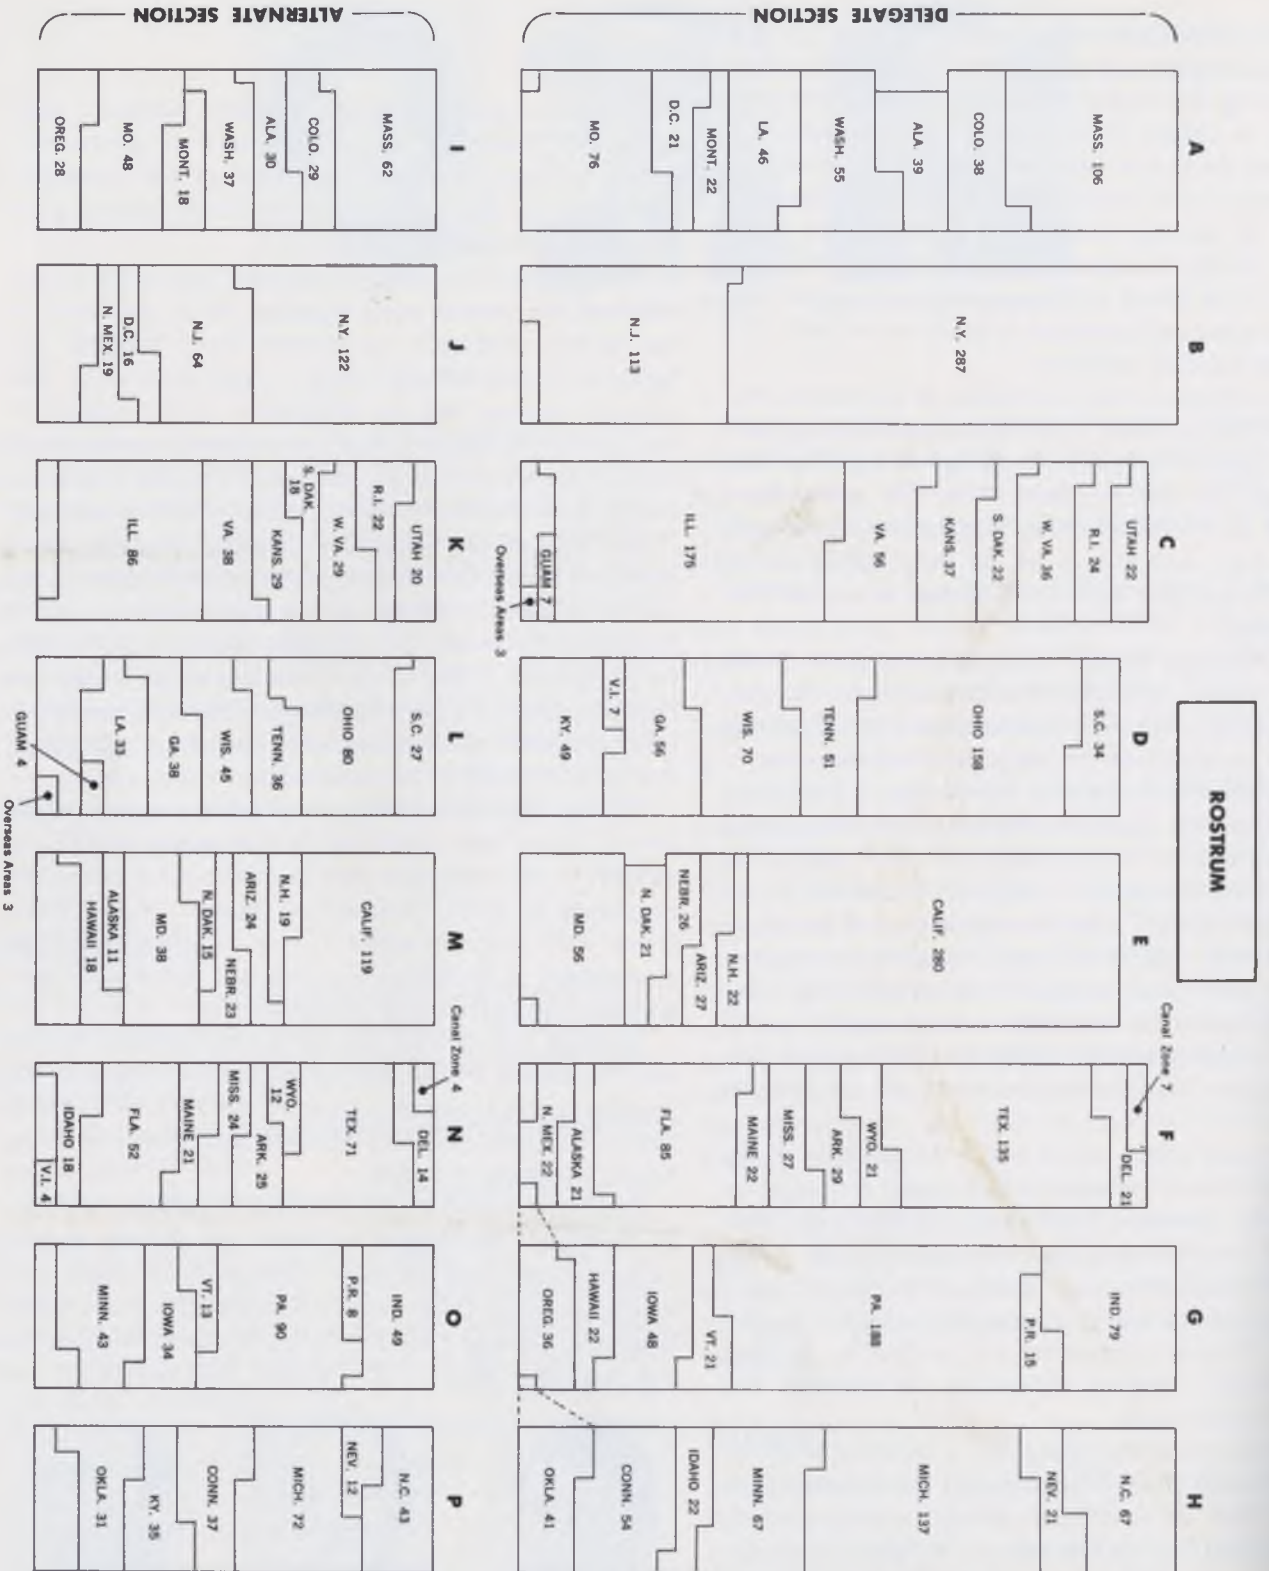 ROSTRUM
DELEGATE SECTION
A
MASS. 106
COLO. 38
ALA. 39
WASH. 55
LA. 46
MONT. 22
D.C. 21
MO. 76
B
N.Y. 287
N.J. 113
C
UTAH 22
R.I. 24
W. VA. 36
S. DAK. 22
KANS. 37
VA. 56
ILL. 175
GUAM 7
Overseas Areas 3
D
S.C. 34
OHIO 158
TENN. 51
WIS. 70
GA. 56
V.I. 7
KY. 49
E
CALIF. 280
N.H. 22
ARIZ. 27
NEBR. 26
N. DAK. 21
MD. 56
F
Canal Zone 7
DEL. 21
TEX. 135
WYO. 21
ARK. 29
MISS. 27
MAINE 22
FLA. 85
ALASKA 21
N. MEX. 22
G
IND. 79
P.R. 15
PA. 188
VT. 21
IOWA 48
HAWAII 22
OREG. 36
H
N.C. 67
NEV. 21
MICH. 137
MINN. 67
IDAHO 22
CONN. 54
OKLA. 41
ALTERNATE SECTION
I
MASS. 62
COLO. 29
ALA. 30
WASH. 37
MONT. 18
MO. 48
OREG. 28
J
N.Y. 122
N.J. 64
D.C. 16
N. MEX. 19
K
UTAH 20
R.I. 22
W. VA. 29
S. DAK.
18
KANS. 29
VA. 38
ILL. 86
L
S.C. 27
OHIO 80
TENN. 36
WIS. 45
GA. 38
LA. 33
GUAM 4
Overseas Areas 3
M
CALIF. 119
N.H. 19
ARIZ. 24
NEBR. 23
N. DAK. 15
MD. 38
ALASKA 11
HAWAII 18
N
Canal Zone 4
DEL. 14
TEX. 71
WYO.
12
ARK. 25
MISS. 24
MAINE 21
FLA. 52
IDAHO 18
V.I. 4
O
IND. 49
P.R. 8
PA. 90
VT. 13
IOWA 34
MINN. 43
P
N.C. 43
NEV. 12
MICH. 72
CONN. 37
KY. 35
OKLA. 31